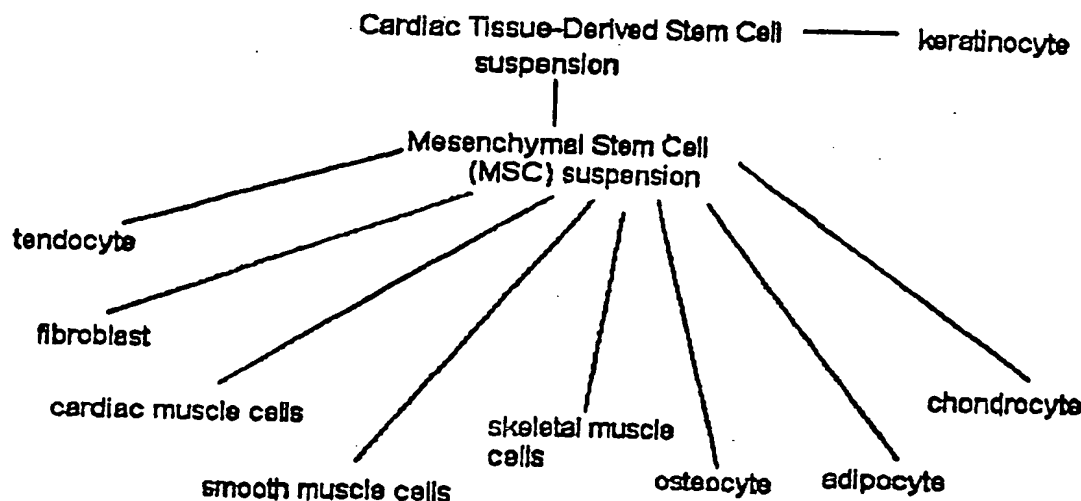 Cardiac Tissue-Derived Stem Cell
suspension
keratinocyte
Mesenchymal Stem Cell
(MSC) suspension
tendocyte
fibroblast
cardiac muscle cells
smooth muscle cells
skeletal muscle
cells
osteocyte
adipocyte
chondrocyte